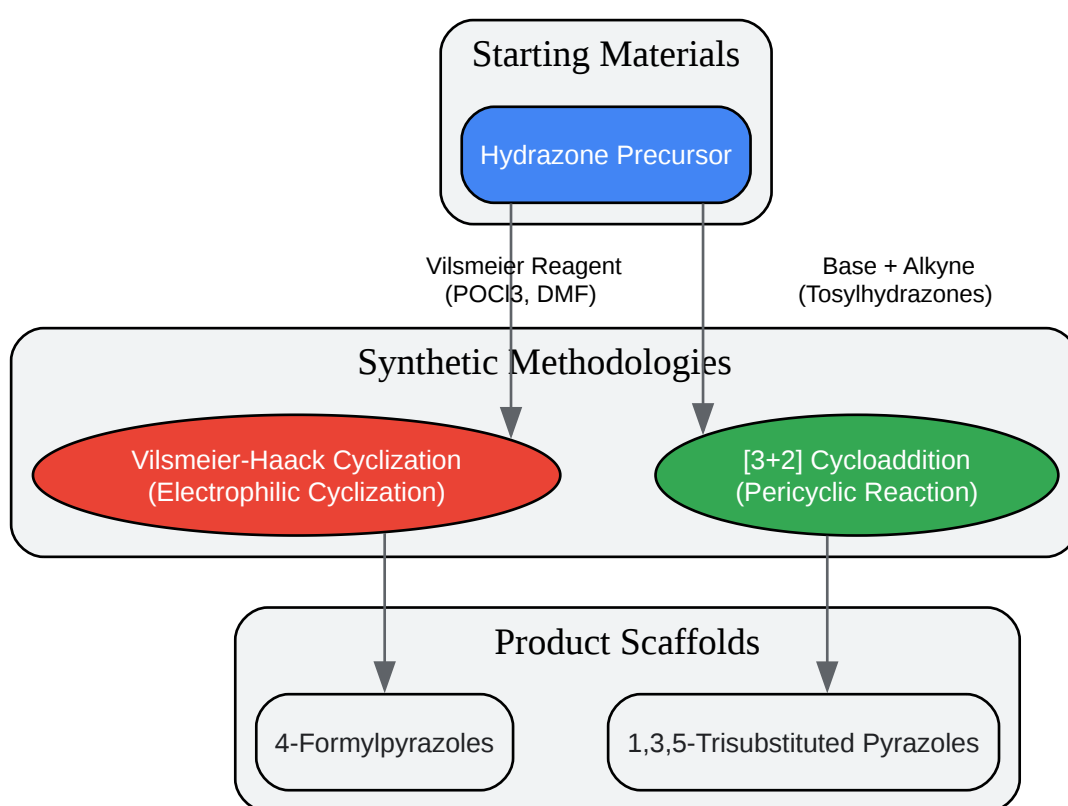 Starting Materials
Hydrazone Precursor
Vilsmeier Reagent
(POCl3, DMF)
Base + Alkyne
(Tosylhydrazones)
Synthetic Methodologies
Vilsmeier-Haack Cyclization
(Electrophilic Cyclization)
[3+2] Cycloaddition
(Pericyclic Reaction)
Product Scaffolds
4-Formylpyrazoles
1,3,5-Trisubstituted Pyrazoles